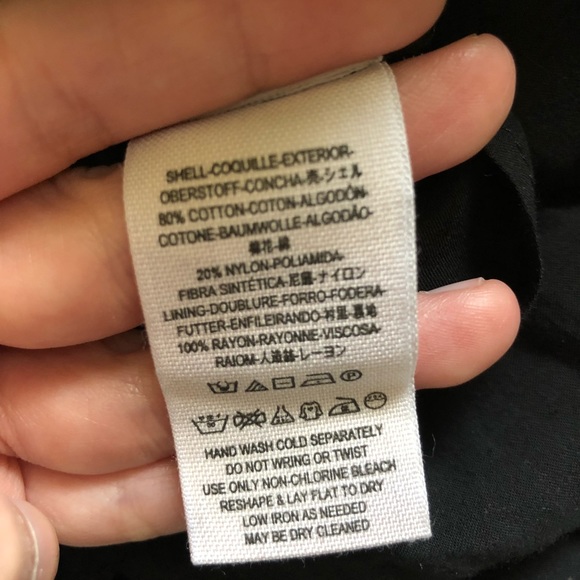 SHELL-COQUILLE-EXTERIOR-
OBERSTOFF-CONCHA-壳-シェル
80% COTTON-COTON-ALGODÓN-
COTONE-BAUMWOLLE-ALGODÃO-
棉花-綿
20% NYLON-POLIAMIDA-
FIBRA SINTÉTICA-尼龍-ナイロン
LINING-DOUBLURE-FORRO-FODERA-
FUTTER-ENFILEIRANDO-衬里-裏地
100% RAYON-RAYONNE-VISCOSA-
RAIOM-人造絲-レーヨン
HAND WASH COLD SEPARATELY
DO NOT WRING OR TWIST
USE ONLY NON-CHLORINE BLEACH
RESHAPE & LAY FLAT TO DRY
LOW IRON AS NEEDED
MAY BE DRY CLEANED